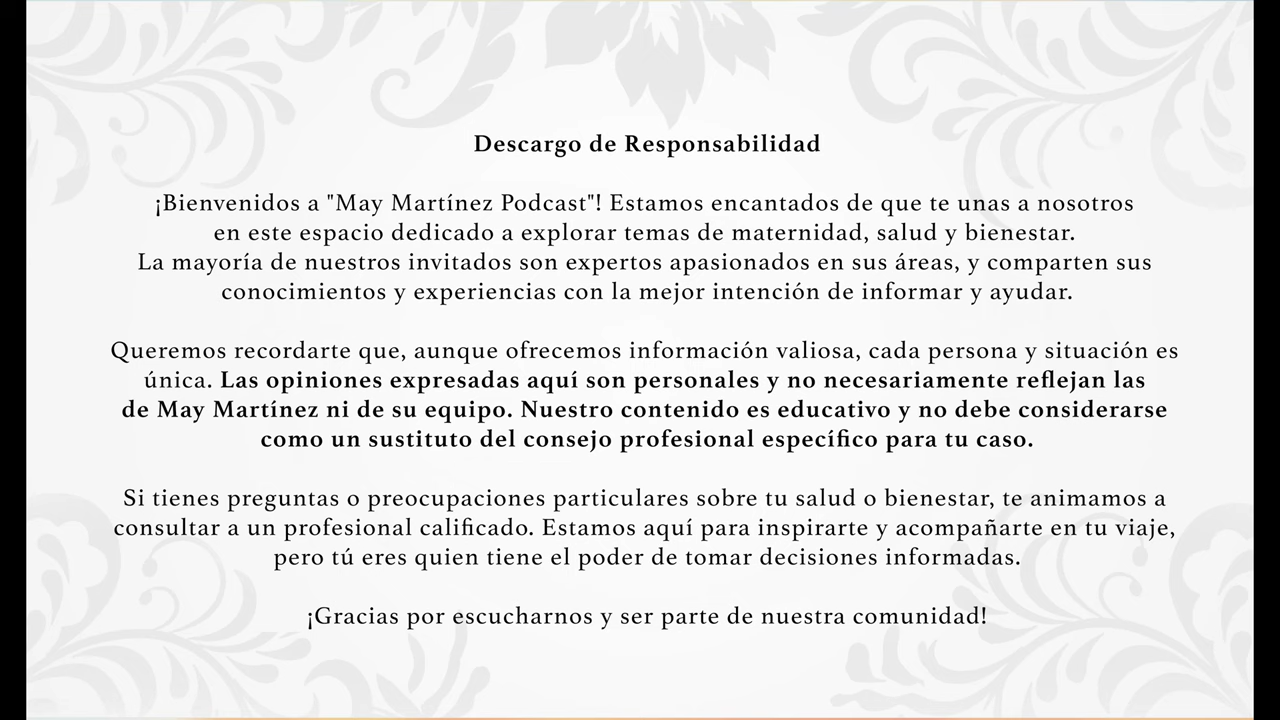 Descargo de Responsabilidad
¡Bienvenidos a "May Martínez Podcast"! Estamos encantados de que te unas a nosotros
en este espacio dedicado a explorar temas de maternidad, salud y bienestar.
La mayoría de nuestros invitados son expertos apasionados en sus áreas, y comparten sus
conocimientos y experiencias con la mejor intención de informar y ayudar.
Queremos recordarte que, aunque ofrecemos información valiosa, cada persona y situación es
única. Las opiniones expresadas aquí son personales y no necesariamente reflejan las
de May Martínez ni de su equipo. Nuestro contenido es educativo y no debe considerarse
como un sustituto del consejo profesional específico para tu caso.
Si tienes preguntas o preocupaciones particulares sobre tu salud o bienestar, te animamos a
consultar a un profesional calificado. Estamos aquí para inspirarte y acompañarte en tu viaje,
pero tú eres quien tiene el poder de tomar decisiones informadas.
¡Gracias por escucharnos y ser parte de nuestra comunidad!